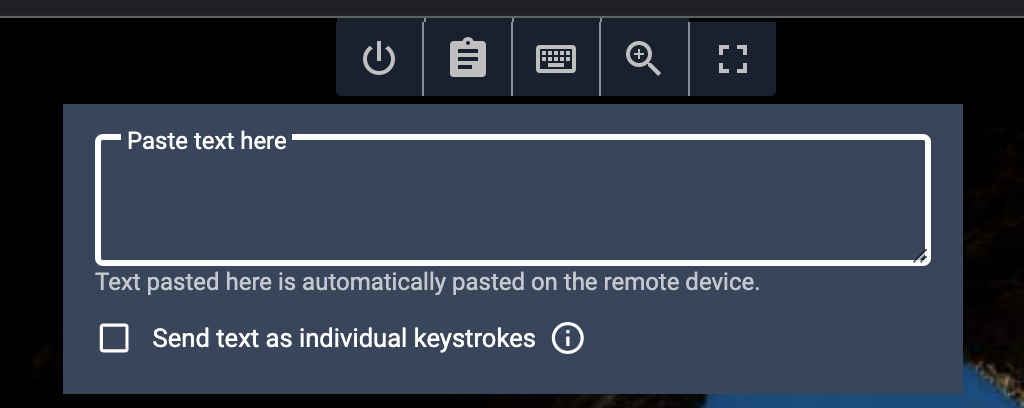 Paste text here
Text pasted here is automatically pasted on the remote device.
Send text as individual keystrokes